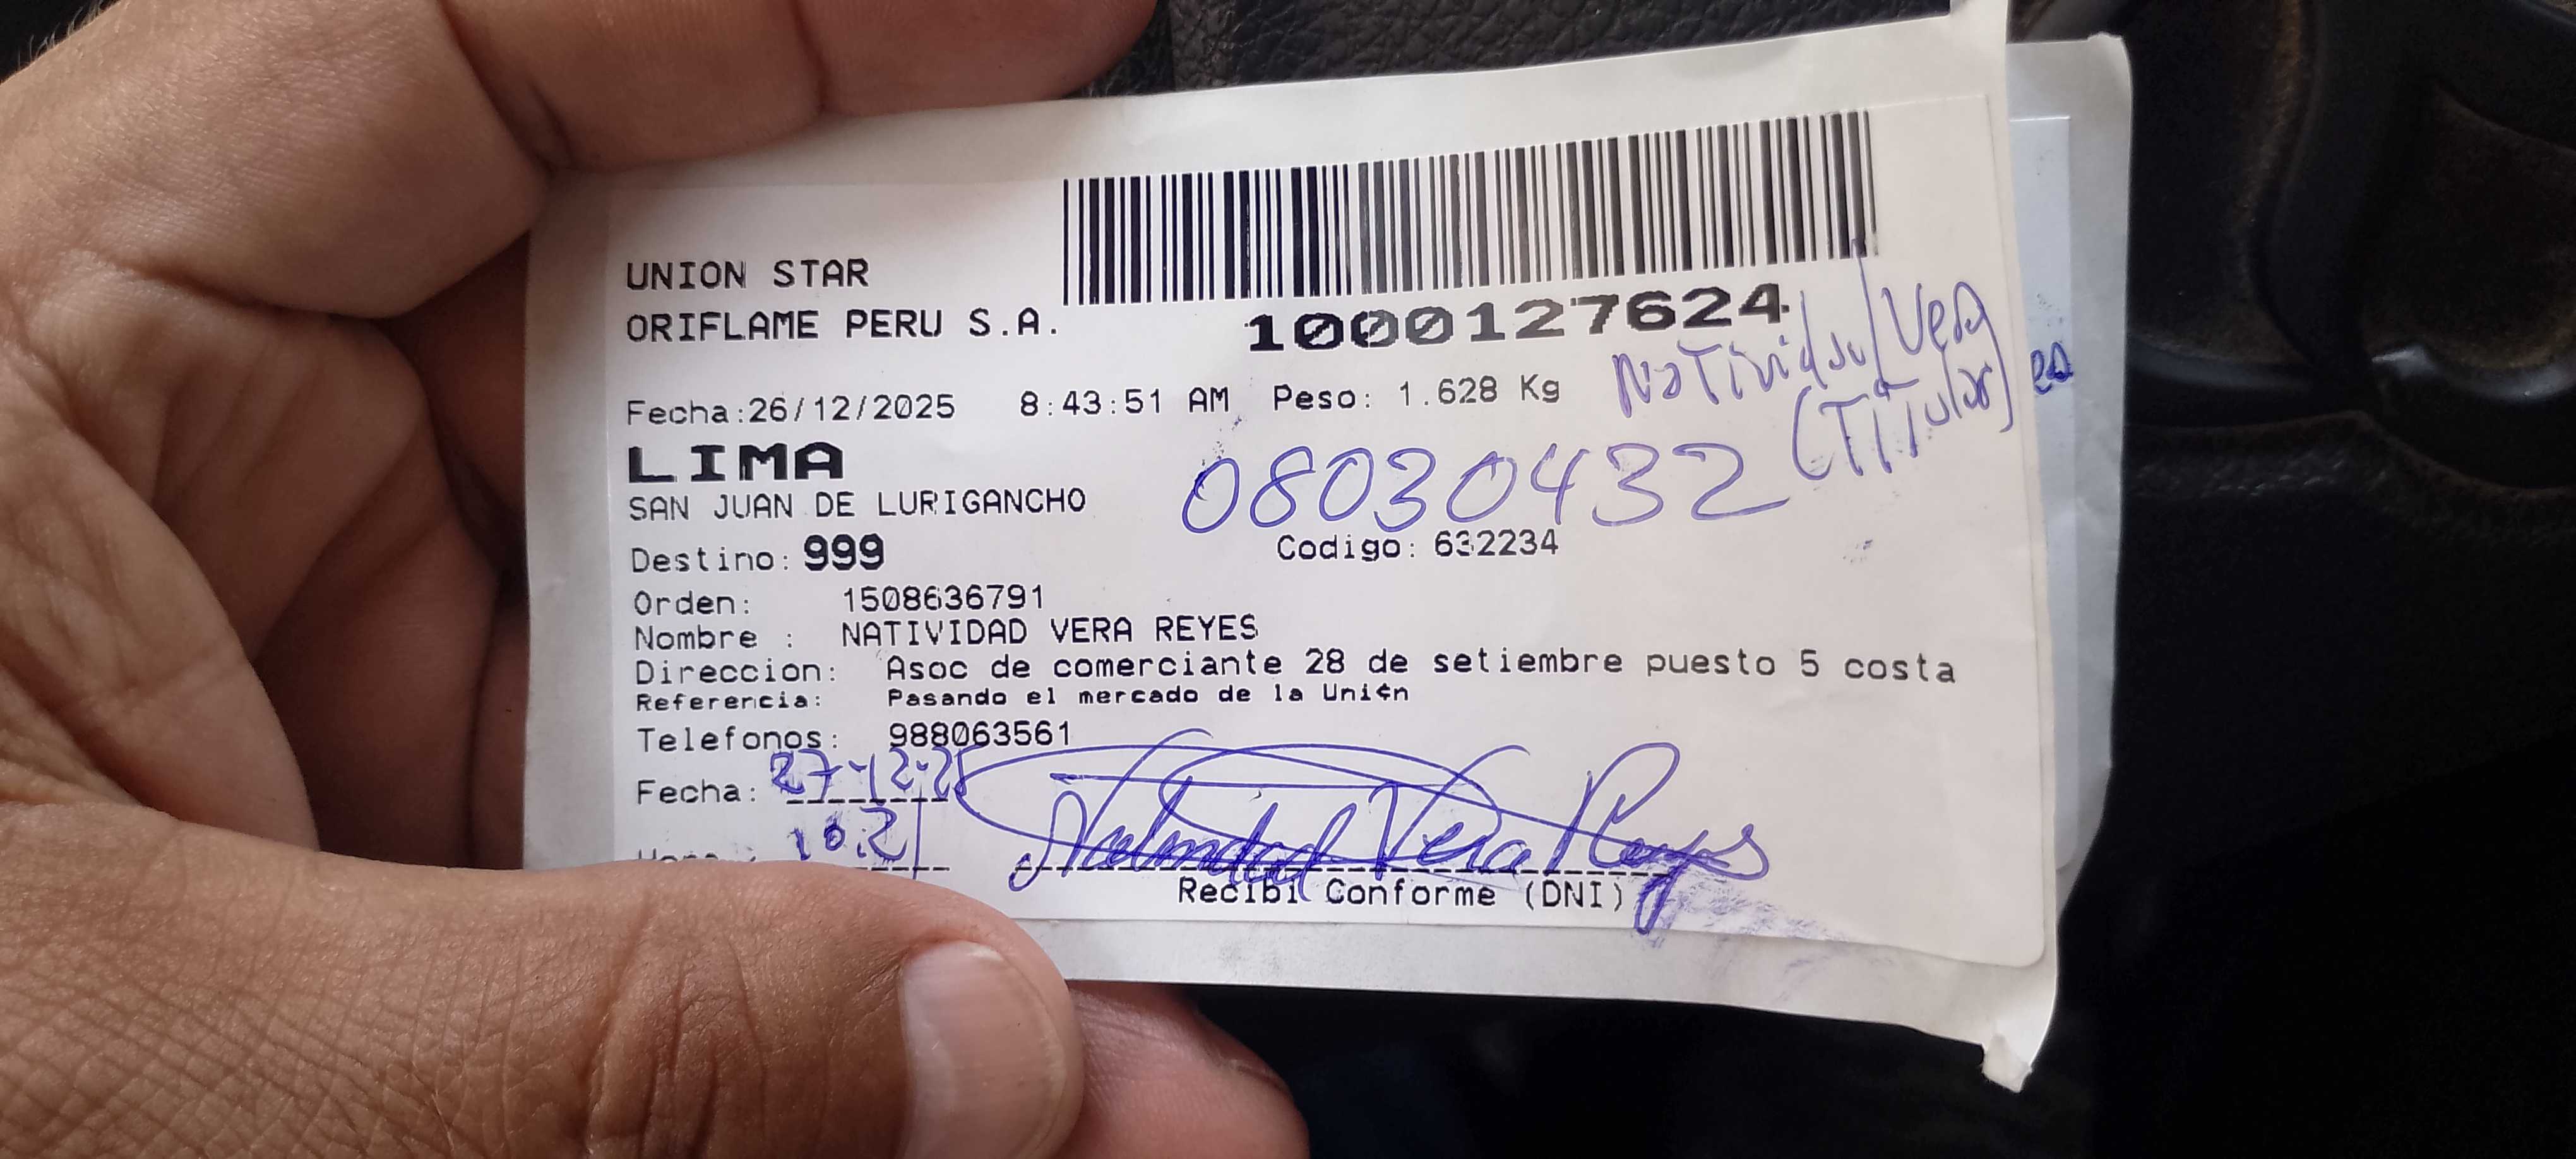 UNION STAR
ORIFLAME PERU S.A.
1000127624
Natividad Vera
(Titular)
Fecha:26/12/2025 8:43:51 AM Peso: 1.628 Kg
LIMA
08030432
SAN JUAN DE LURIGANCHO
Destino: 999 Codigo: 632234
Orden: 1508636791
Nombre : NATIVIDAD VERA REYES
Direccion: Asoc de comerciante 28 de setiembre puesto 5 costa
Referencia: Pasando el mercado de la Uni¢n
Telefonos: 988063561
Fecha: 27-12-25
Natividad Vera Reyes
Recibi Conforme (DNI)